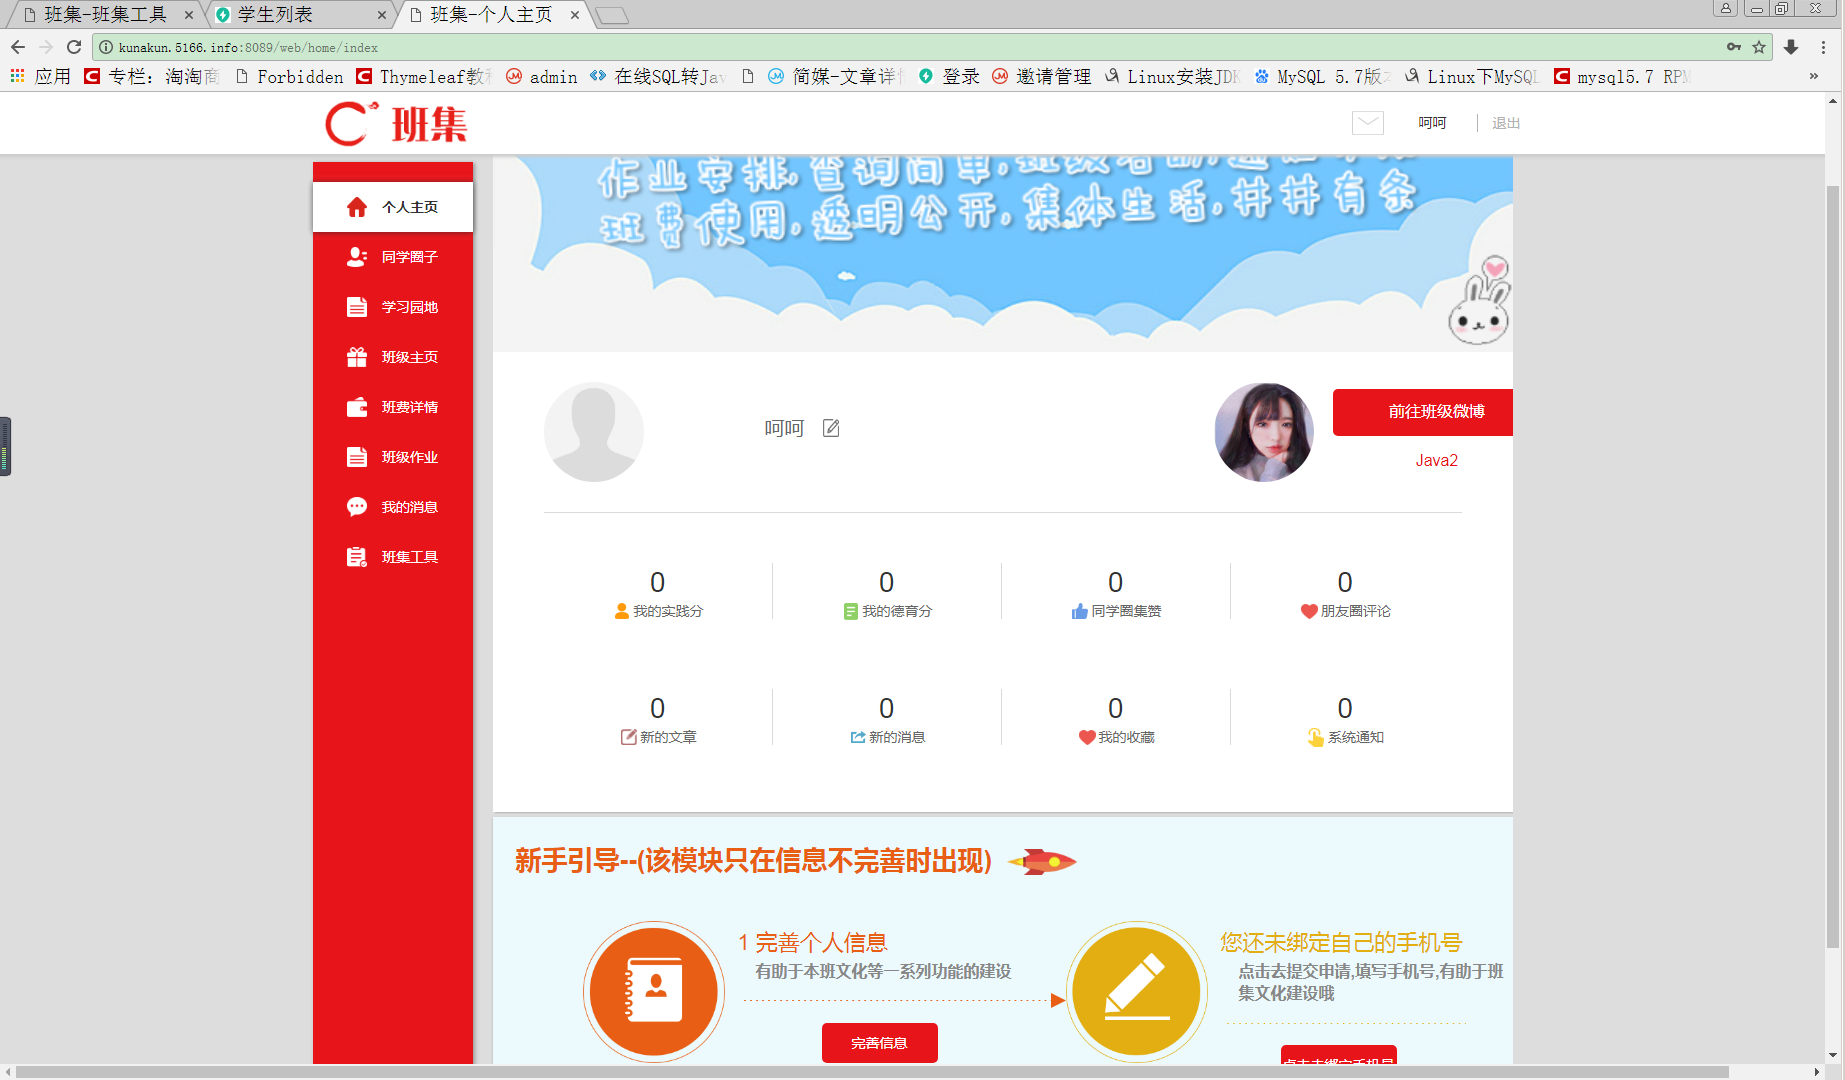 班集-班集工具
学生列表
班集-个人主页
kunakun.5166.info:8089/web/home/index
应用
专栏：淘淘商
Forbidden
Thymeleaf教
admin
在线SQL转Jav
简媒-文章详
登录
邀请管理
Linux安装JDK
MySQL 5.7版
Linux下MySQL
mysql5.7 RPM
»
班集
呵呵
退出
个人主页
同学圈子
学习园地
班级主页
班费详情
班级作业
我的消息
班集工具
作业安排,查询简单,班级名册,
班费使用,透明公开,集体生活,井井有条
呵呵
前往班级微博
Java2
0
我的实践分
0
我的德育分
0
同学圈集赞
0
朋友圈评论
0
新的文章
0
新的消息
0
我的收藏
0
系统通知
新手引导--(该模块只在信息不完善时出现)
1 完善个人信息
有助于本班文化等一系列功能的建设
完善信息
您还未绑定自己的手机号
点击去提交申请,填写手机号,有助于班
集文化建设哦
点击去绑定手机号